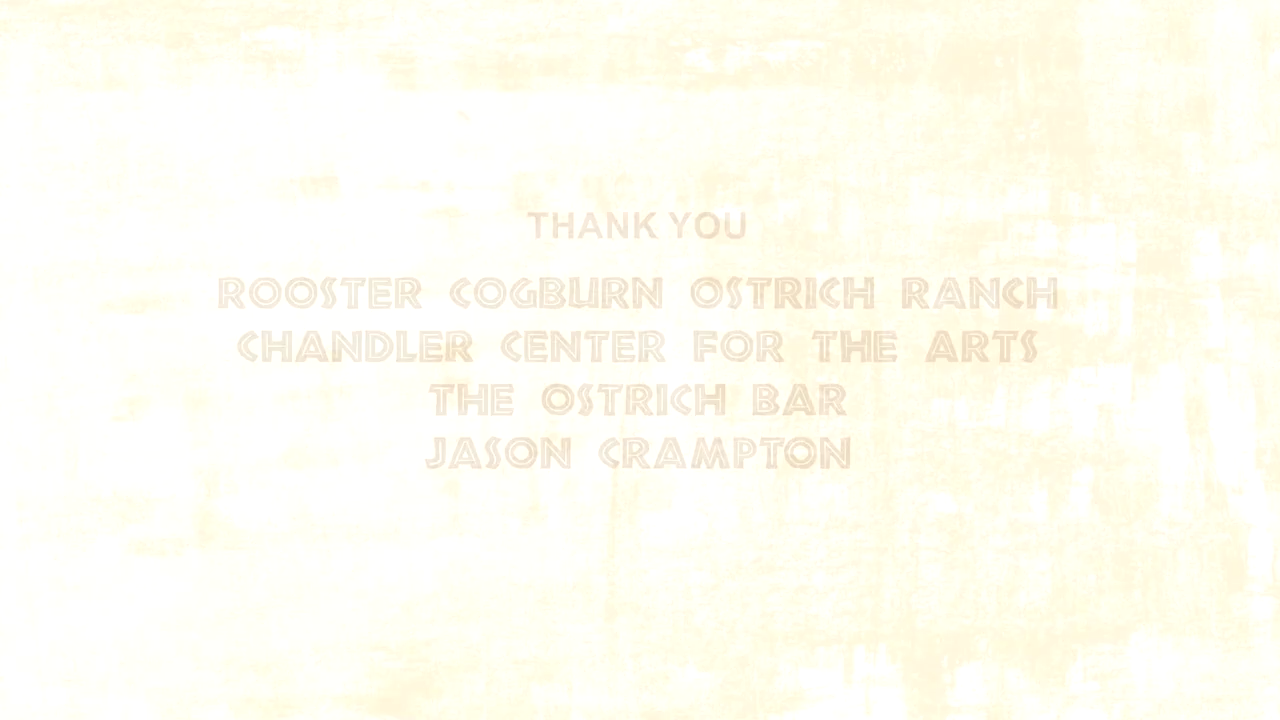 THANK YOU
ROOSTER COGBURN OSTRICH RANCH
CHANDLER CENTER FOR THE ARTS
THE OSTRICH BAR
JASON CRAMPTON